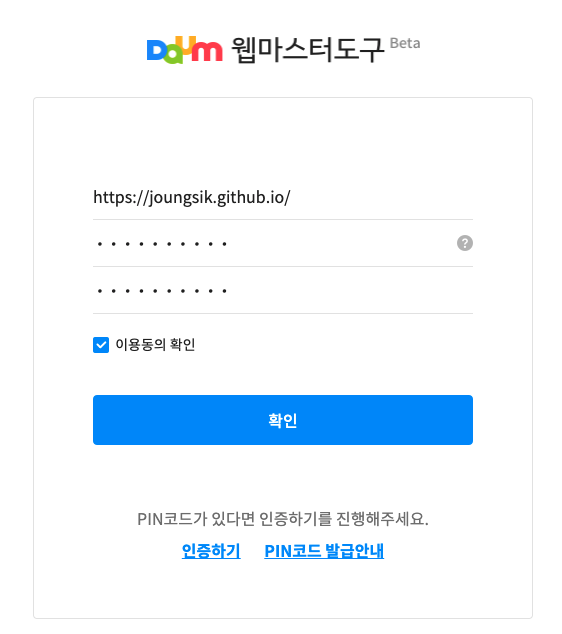 Daum 웹마스터도구 Beta
https://joungsik.github.io/
••••••••••
?
••••••••••
이용동의 확인
확인
PIN코드가 있다면 인증하기를 진행해주세요.
인증하기 PIN코드 발급안내